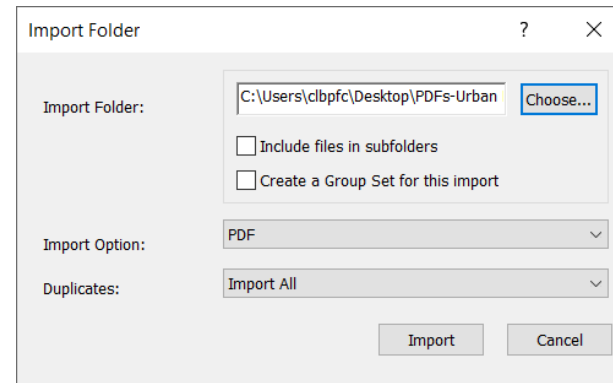 Import Folder
?
Import Folder:
C:\Users\clbpfc\Desktop\PDFs-Urban
Choose...
Include files in subfolders
Create a Group Set for this import
Import Option:
PDF
Duplicates:
Import All
Import
Cancel